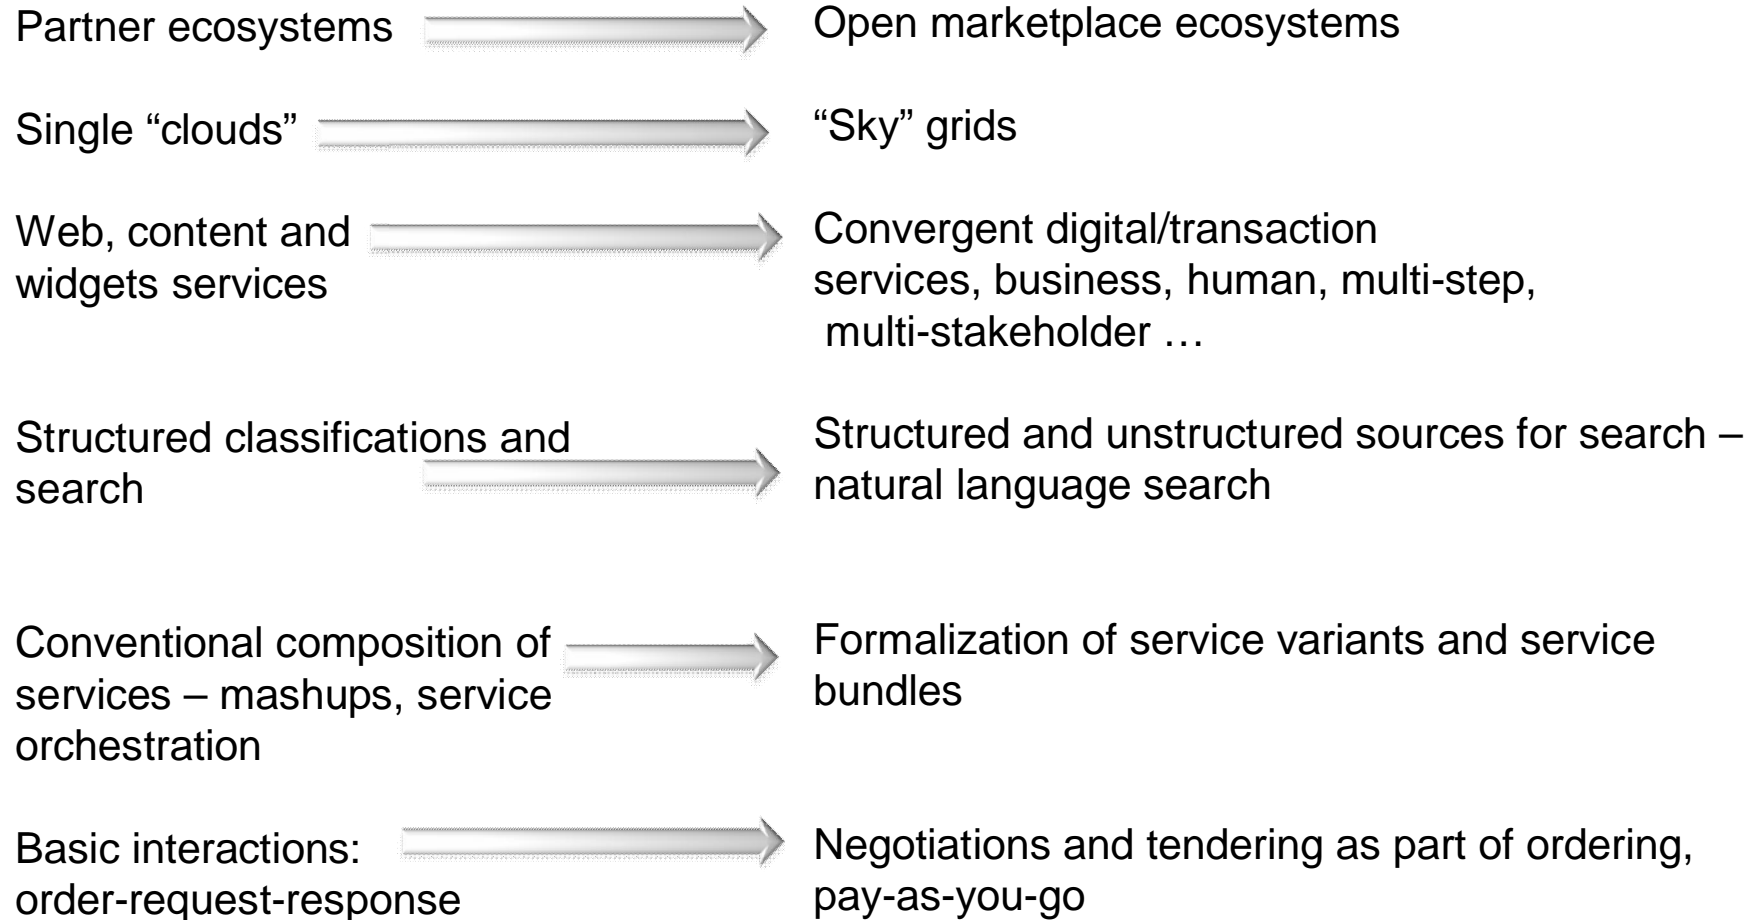 Partner ecosystems
Open marketplace ecosystems
Single “clouds”
“Sky” grids
Web, content and
widgets services
Convergent digital/transaction
services, business, human, multi-step,
multi-stakeholder …
Structured classifications and
search
Structured and unstructured sources for search –
natural language search
Conventional composition of
services – mashups, service
orchestration
Formalization of service variants and service
bundles
Basic interactions:
order-request-response
Negotiations and tendering as part of ordering,
pay-as-you-go